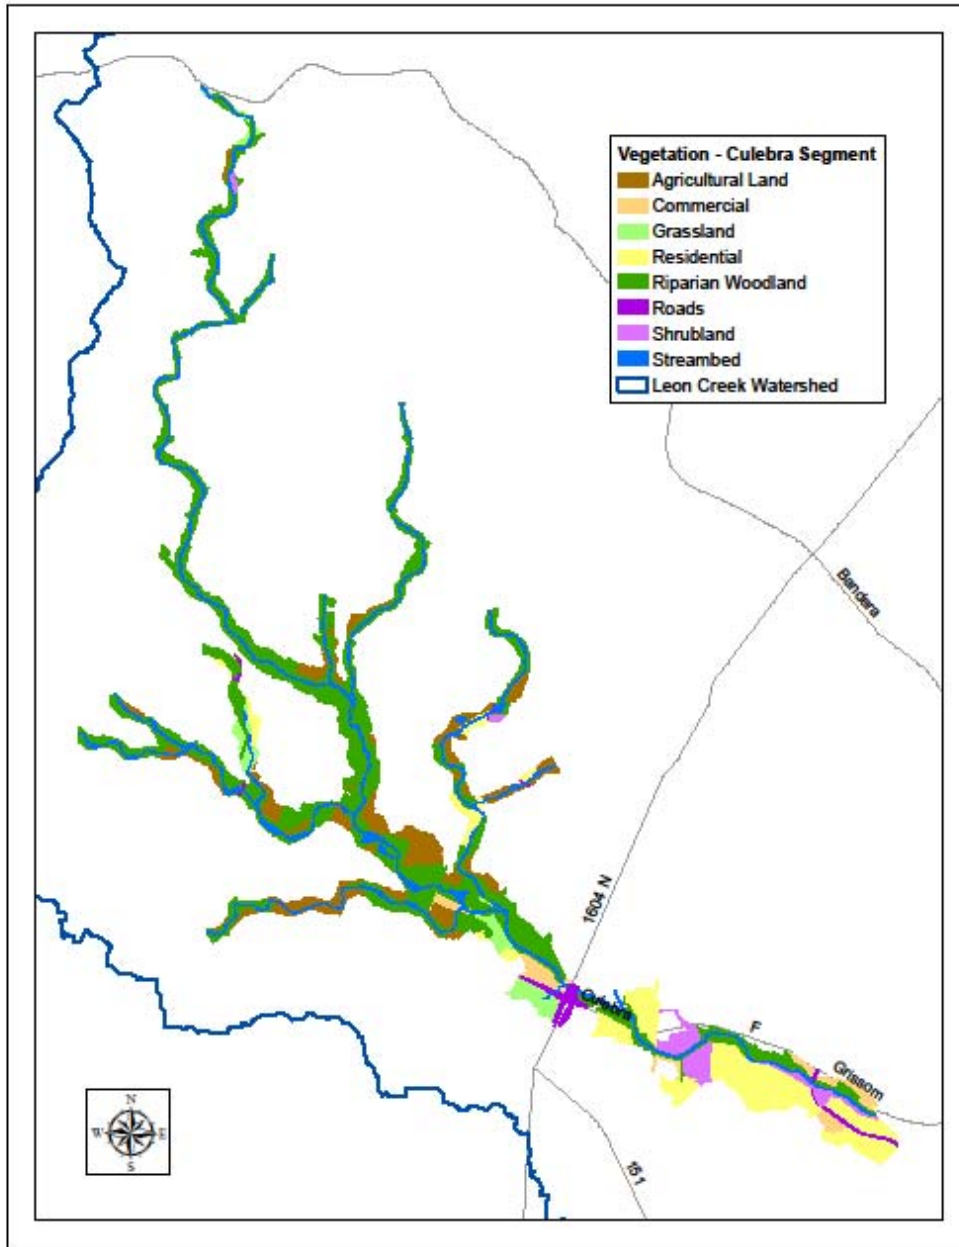 Vegetation - Culebra Segment
Agricultural Land
Commercial
Grassland
Residential
Riparian Woodland
Roads
Shrubland
Streambed
Leon Creek Watershed
Bandera
1604 N
Culebra
F
Grissom
151
N
W E
S